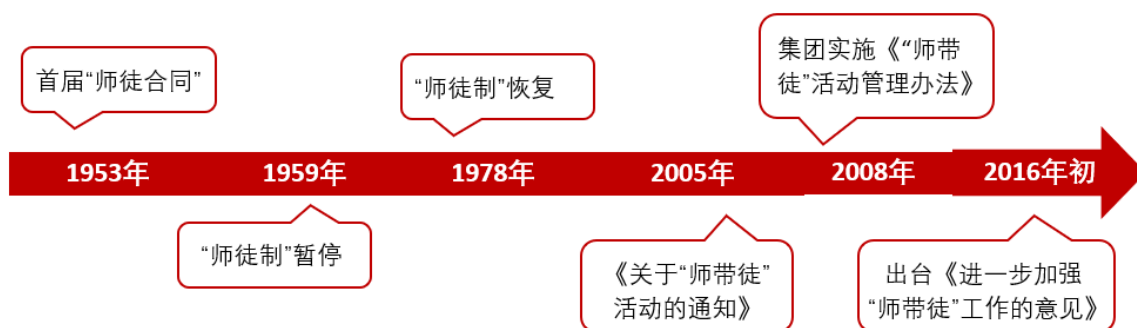 首届“师徒合同”
“师徒制”恢复
集团实施《“师带
徒”活动管理办法》
1953年
1959年
1978年
2005年
2008年
2016年初
“师徒制”暂停
《关于“师带徒”
活动的通知》
出台《进一步加强
“师带徒”工作的意见》